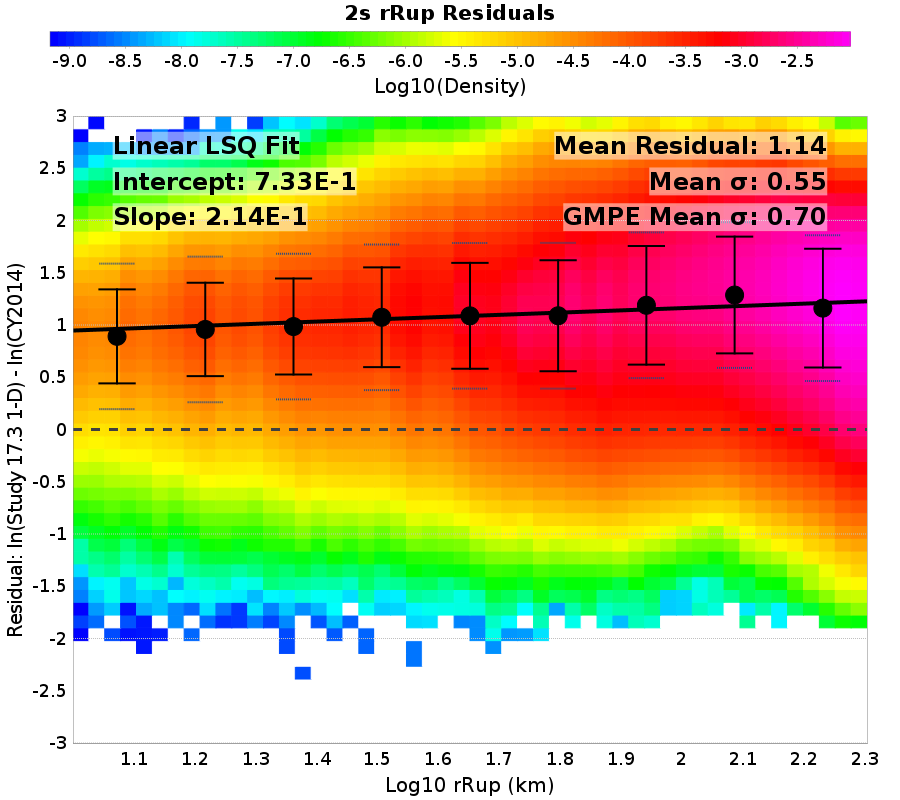 2s rRup Residuals
-9.0 -8.5 -8.0 -7.5 -7.0 -6.5 -6.0 -5.5 -5.0 -4.5 -4.0 -3.5 -3.0 -2.5
Log10(Density)
Linear LSQ Fit
Intercept: 7.33E-1
Slope: 2.14E-1
Mean Residual: 1.14
Mean σ: 0.55
GMPE Mean σ: 0.70
Residual: ln(Study 17.3 1-D) - ln(CY2014)
3
2.5
2
1.5
1
0.5
0
-0.5
-1
-1.5
-2
-2.5
-3
1.1 1.2 1.3 1.4 1.5 1.6 1.7 1.8 1.9 2 2.1 2.2 2.3
Log10 rRup (km)